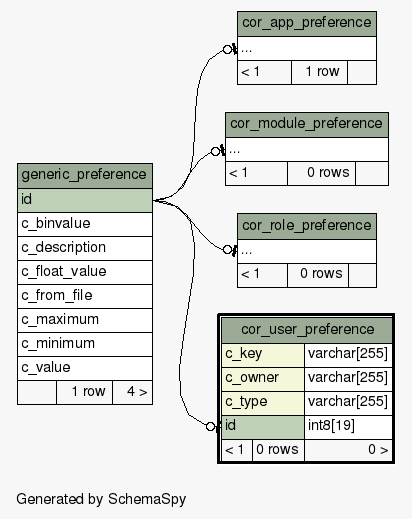 cor_app_preference
...
< 1 1 row
cor_module_preference
...
< 1 0 rows
generic_preference
id
c_binvalue
c_description
c_float_value
c_from_file
c_maximum
c_minimum
c_value
1 row 4 >
cor_role_preference
...
< 1 0 rows
cor_user_preference
c_key varchar[255]
c_owner varchar[255]
c_type varchar[255]
id int8[19]
< 1 0 rows 0 >
Generated by SchemaSpy